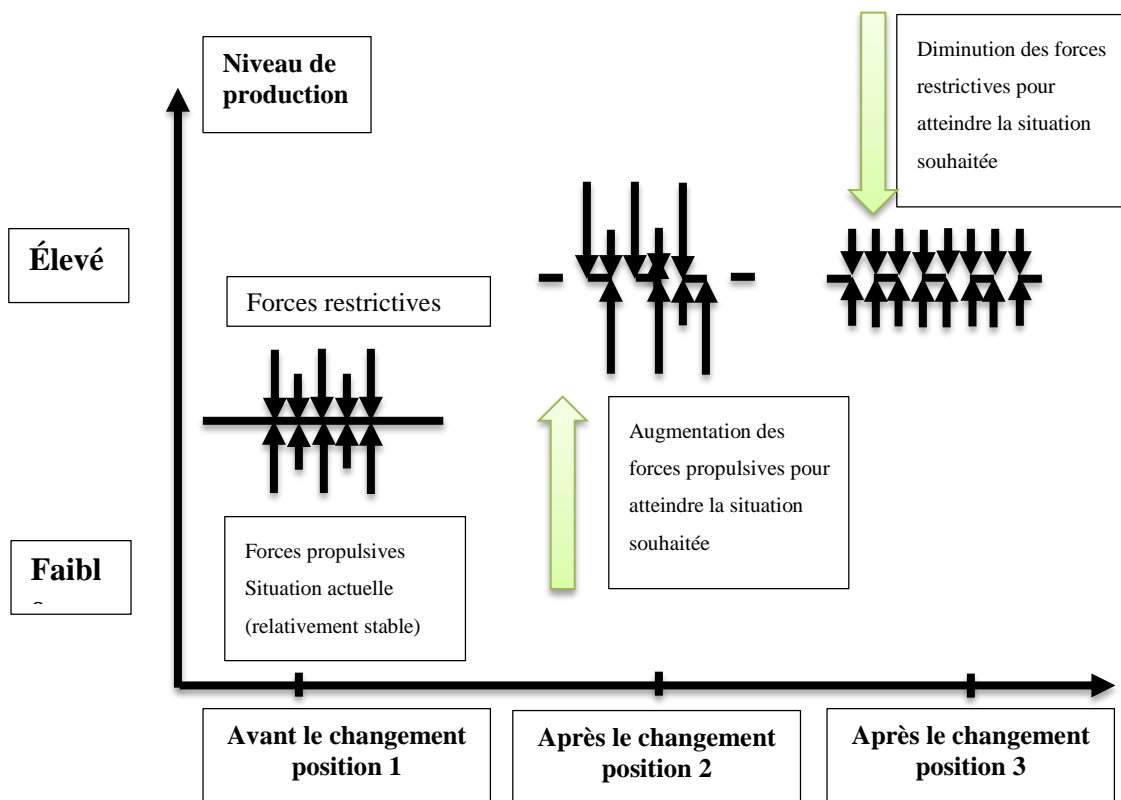 Niveau de
production
Diminution des forces
restrictives pour
atteindre la situation
souhaitée
Élevé
Forces restrictives
Augmentation des
forces propulsives pour
atteindre la situation
souhaitée
Forces propulsives
Situation actuelle
(relativement stable)
Faibl
Avant le changement
position 1
Après le changement
position 2
Après le changement
position 3